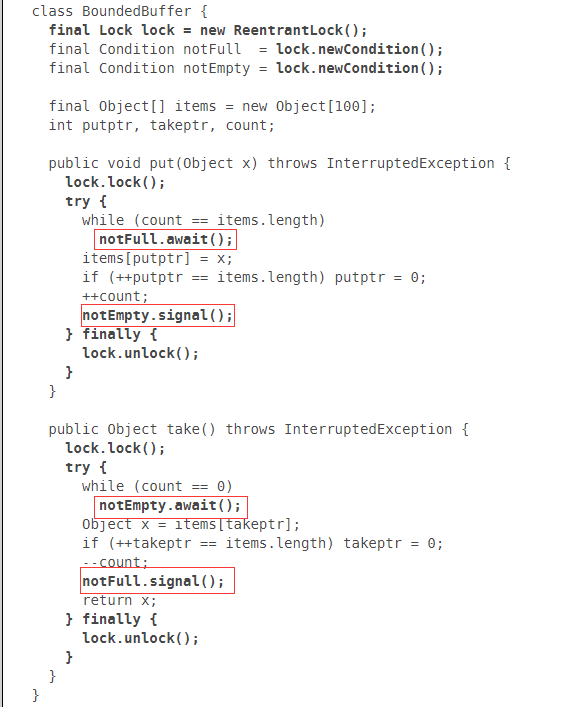 class BoundedBuffer {
  final Lock lock = new ReentrantLock();
  final Condition notFull  = lock.newCondition();
  final Condition notEmpty = lock.newCondition();

  final Object[] items = new Object[100];
  int putptr, takeptr, count;

  public void put(Object x) throws InterruptedException {
    lock.lock();
    try {
      while (count == items.length)
        notFull.await();
      items[putptr] = x;
      if (++putptr == items.length) putptr = 0;
      ++count;
      notEmpty.signal();
    } finally {
      lock.unlock();
    }
  }

  public Object take() throws InterruptedException {
    lock.lock();
    try {
      while (count == 0)
        notEmpty.await();
      Object x = items[takeptr];
      if (++takeptr == items.length) takeptr = 0;
      --count;
      notFull.signal();
      return x;
    } finally {
      lock.unlock();
    }
  }
}